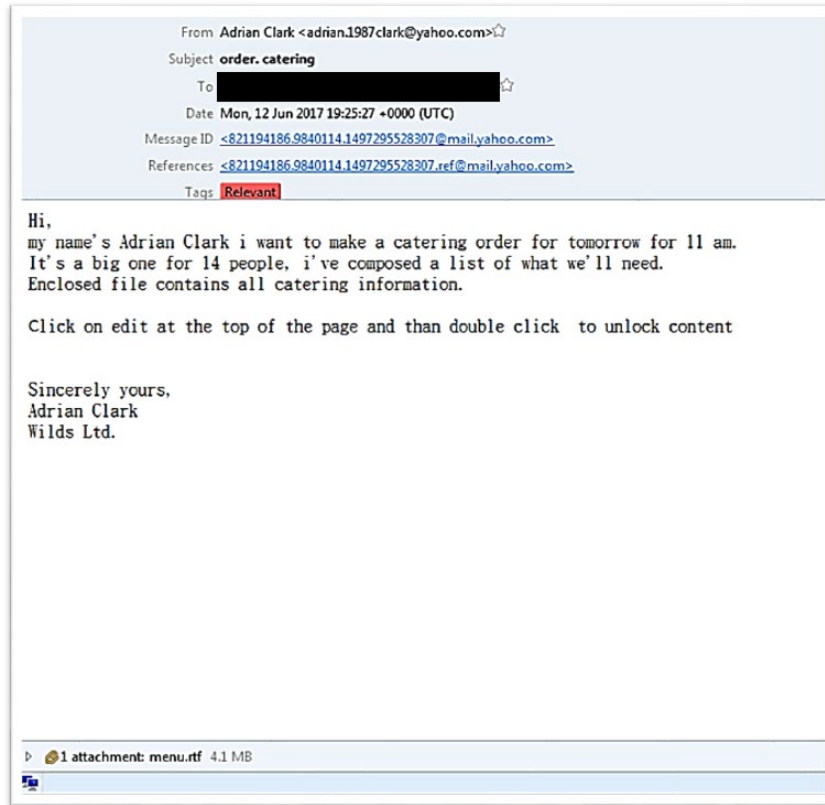 From Adrian Clark <adrian.1987clark@yahoo.com>
Subject order. catering
To
Date Mon, 12 Jun 2017 19:25:27 +0000 (UTC)
Message ID <821194186.9840114.1497295528307@mail.yahoo.com>
References <821194186.9840114.1497295528307.ref@mail.yahoo.com>
Tags Relevant
Hi,
my name's Adrian Clark i want to make a catering order for tomorrow for 11 am.
It's a big one for 14 people, i've composed a list of what we'll need.
Enclosed file contains all catering information.
Click on edit at the top of the page and than double click  to unlock content
Sincerely yours,
Adrian Clark
Wilds Ltd.
1 attachment: menu.rtf 4.1 MB